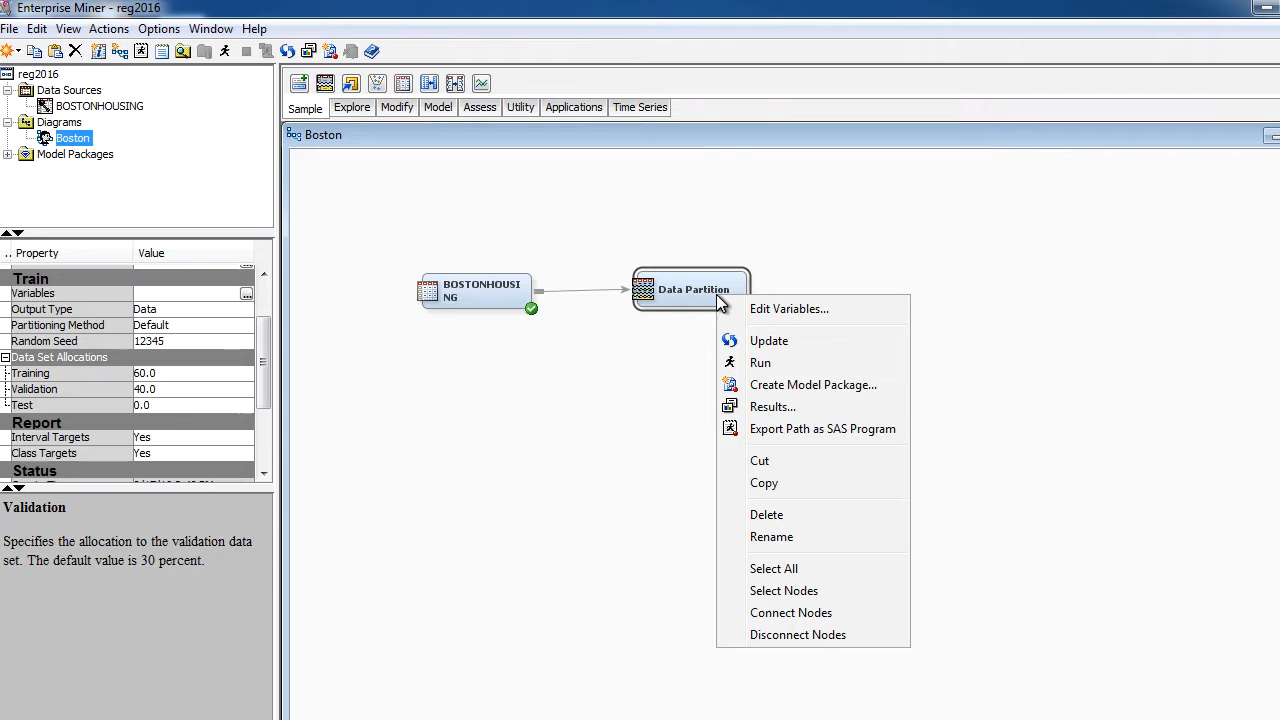 Enterprise Miner - reg2016
File Edit View Actions Options Window Help
reg2016
Data Sources
BOSTONHOUSING
Diagrams
Boston
Model Packages
.. Property Value
Train
Variables
Output Type Data
Partitioning Method Default
Random Seed 12345
Data Set Allocations
Training 60.0
Validation 40.0
Test 0.0
Report
Interval Targets Yes
Class Targets Yes
Status
Validation
Specifies the allocation to the validation data
set. The default value is 30 percent.
Sample Explore Modify Model Assess Utility Applications Time Series
Boston
BOSTONHOUSI
NG
Data Partition
Edit Variables...
Update
Run
Create Model Package...
Results...
Export Path as SAS Program
Cut
Copy
Delete
Rename
Select All
Select Nodes
Connect Nodes
Disconnect Nodes